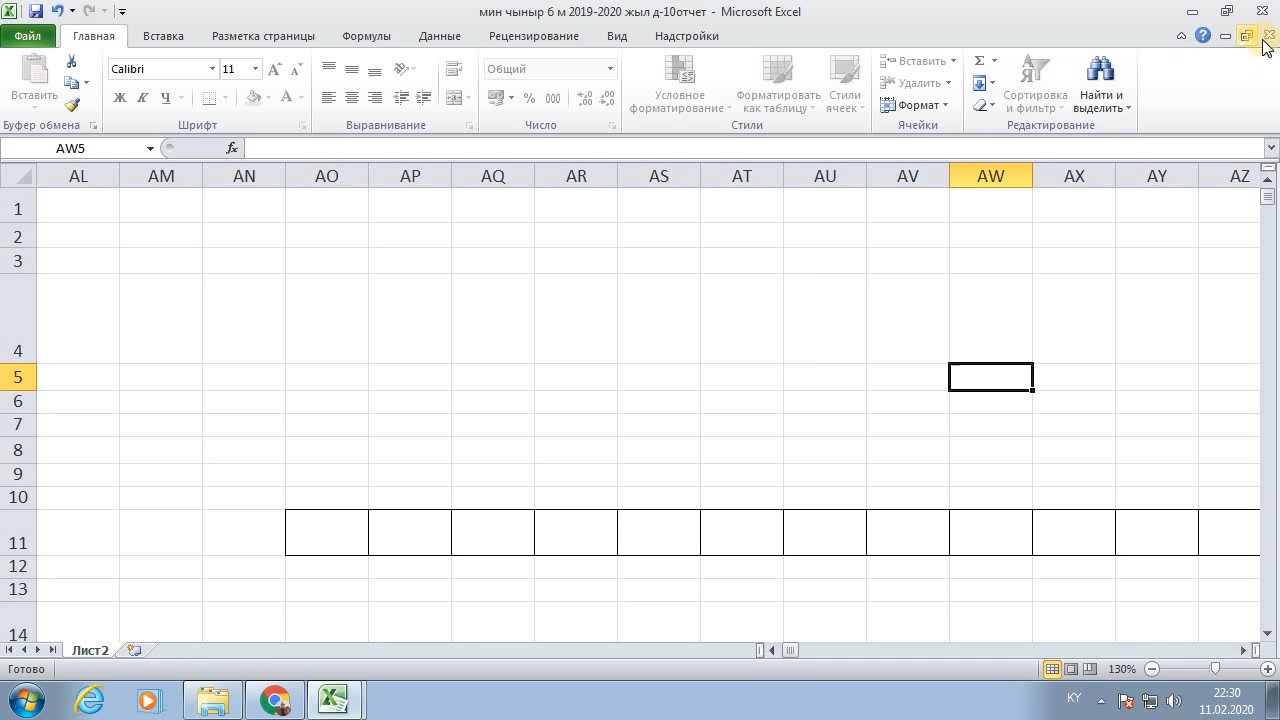 мин чыныр 6 м 2019-2020 жыл д-10отчет - Microsoft Excel
Файл Главная Вставка Разметка страницы Формулы Данные Рецензирование Вид Надстройки
Вставить
Буфер обмена
Calibri 11
Ж К Ч
Шрифт
Выравнивание
Общий
% 000
Число
Условное форматирование
Форматировать как таблицу
Стили ячеек
Стили
Вставить
Удалить
Формат
Ячейки
Σ
Сортировка и фильтр
Найти и выделить
Редактирование
AW5 fx
AL AM AN AO AP AQ AR AS AT AU AV AW AX AY AZ
1
2
3
4
5
6
7
8
9
10
11
12
13
14
Лист2
Готово 130%
KY 22:30
11.02.2020